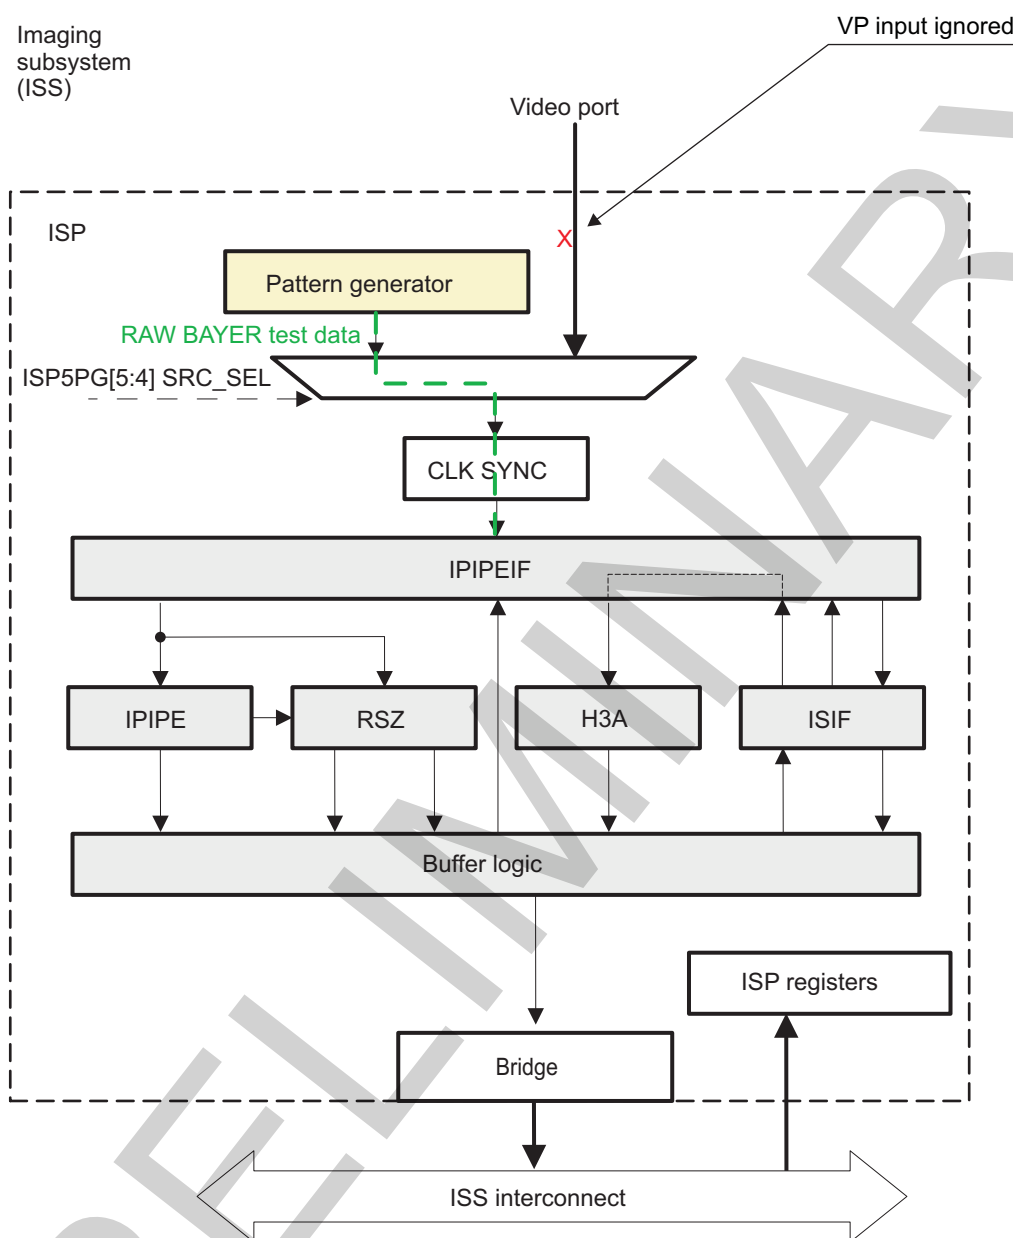 Imaging
subsystem
(ISS)
VP input ignored
Video port
ISP
X
Pattern generator
RAW BAYER test data
ISP5PG[5:4] SRC_SEL
CLK SYNC
IPIPEIF
IPIPE
RSZ
H3A
ISIF
Buffer logic
ISP registers
Bridge
ISS interconnect
PRELIMINARY